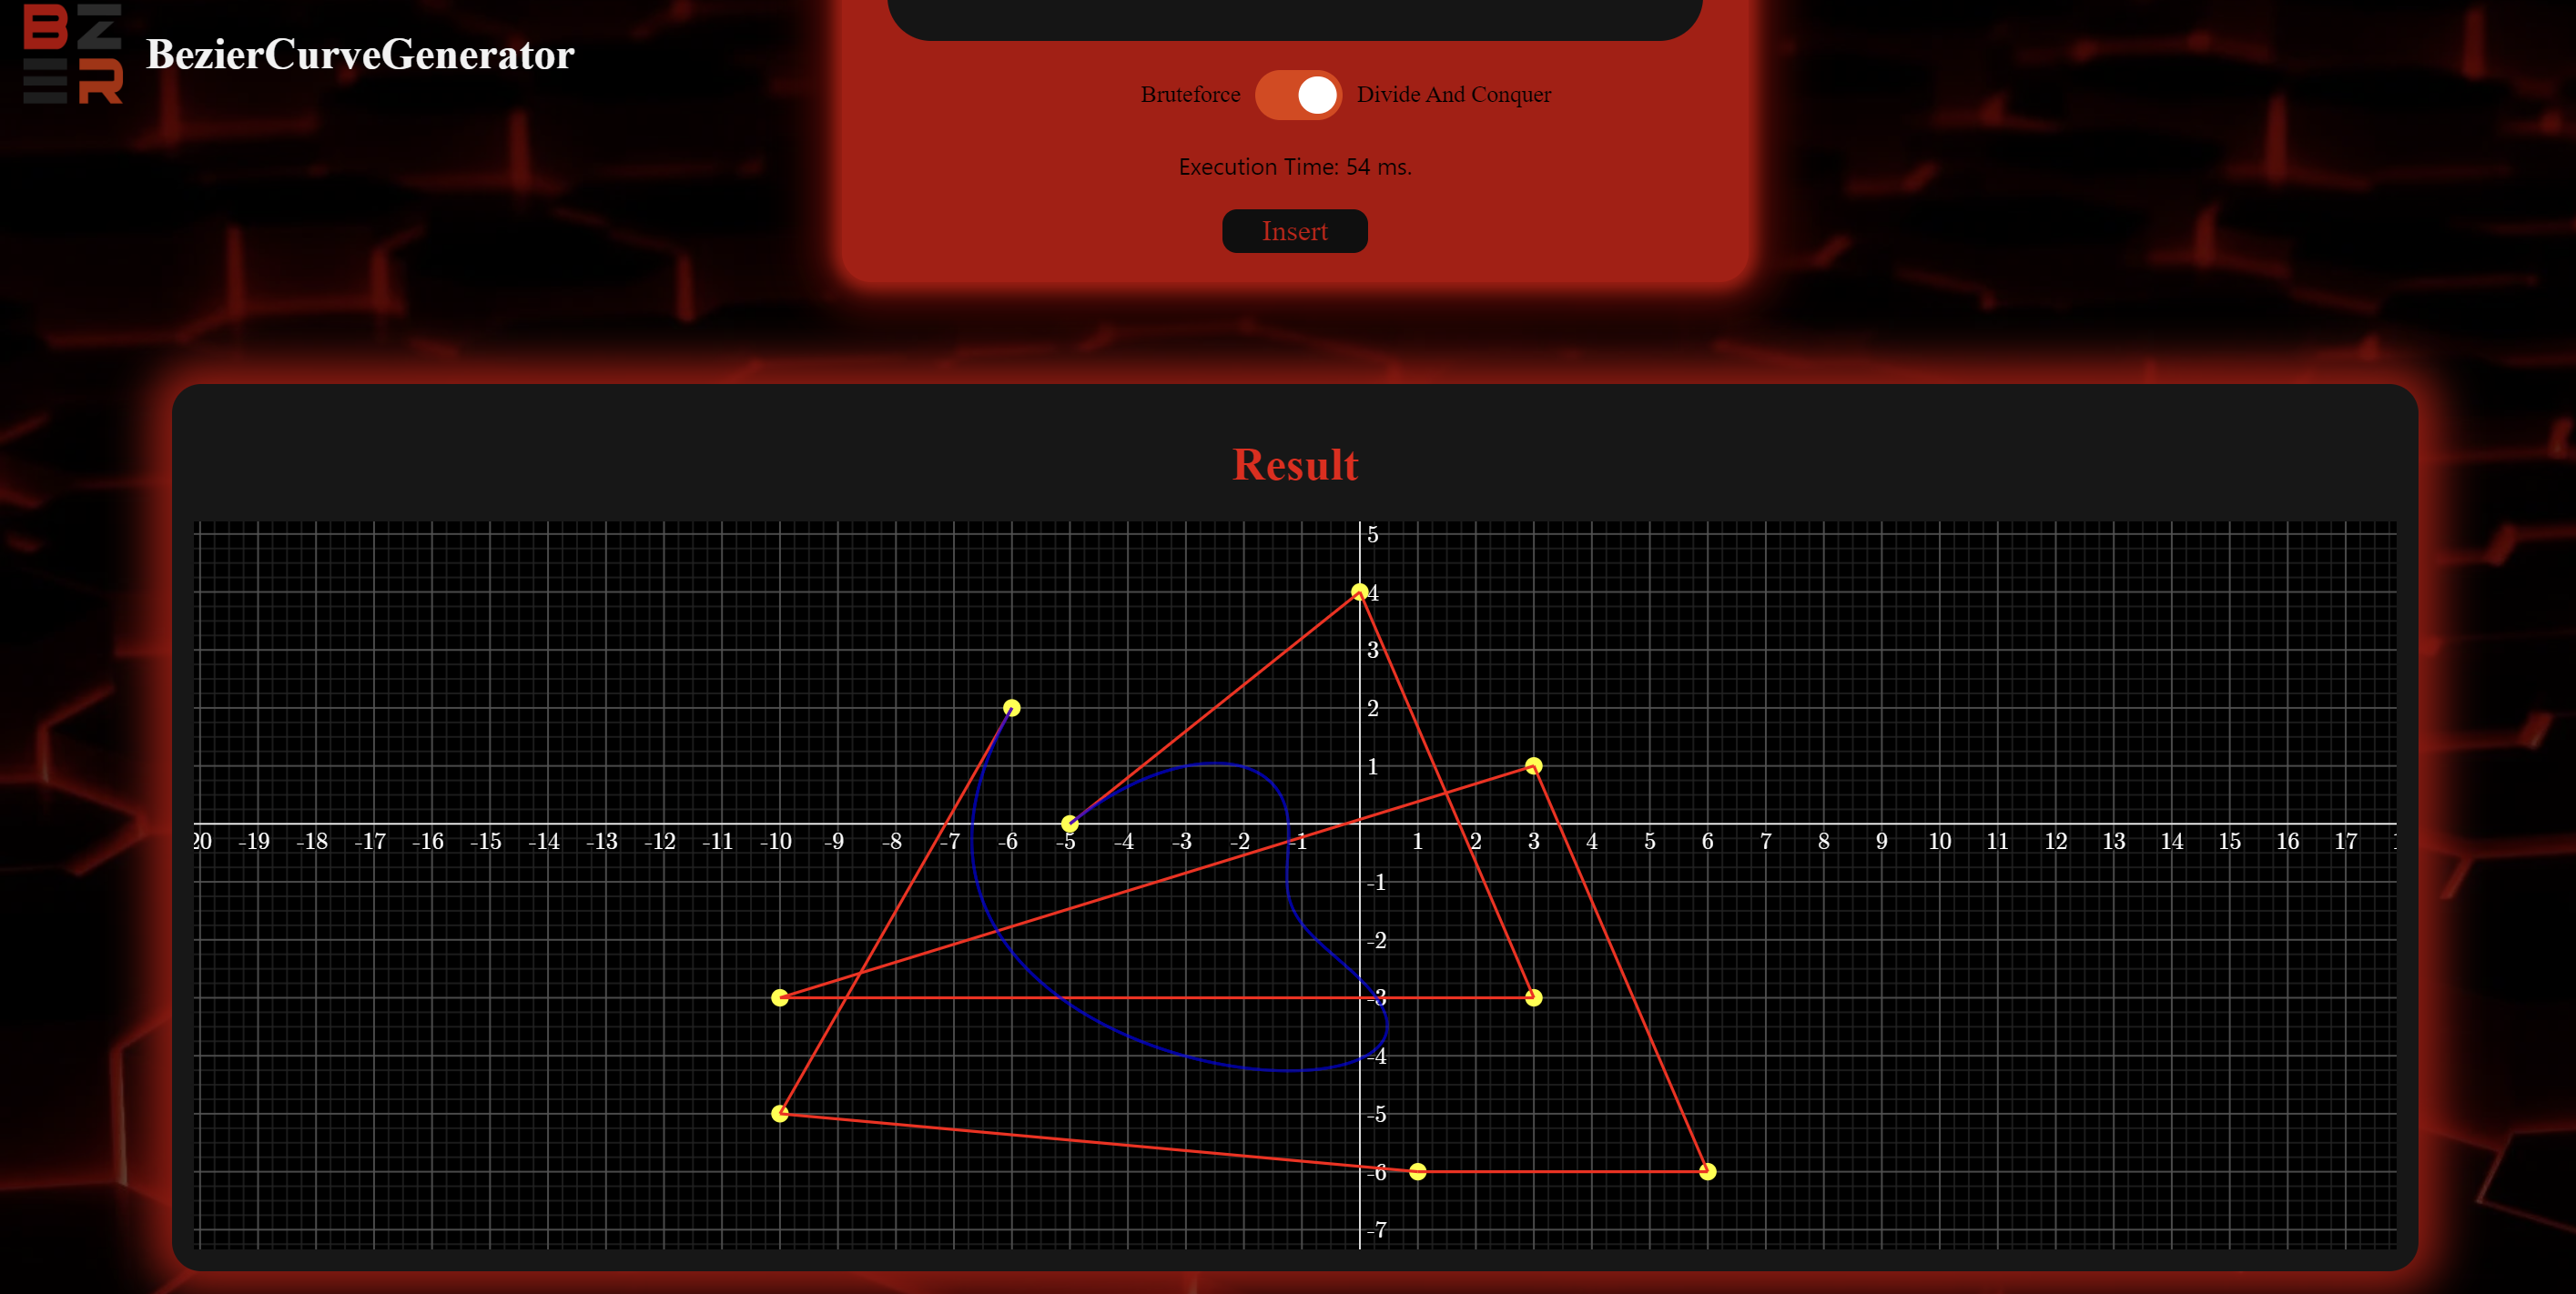 BZ
ER
BezierCurveGenerator
Bruteforce Divide And Conquer
Execution Time: 54 ms.
Insert
Result
5
4
3
2
1
20 -19 -18 -17 -16 -15 -14 -13 -12 -11 -10 -9 -8 -7 -6 -5 -4 -3 -2 -1 1 2 3 4 5 6 7 8 9 10 11 12 13 14 15 16 17
-1
-2
-3
-4
-5
-6
-7